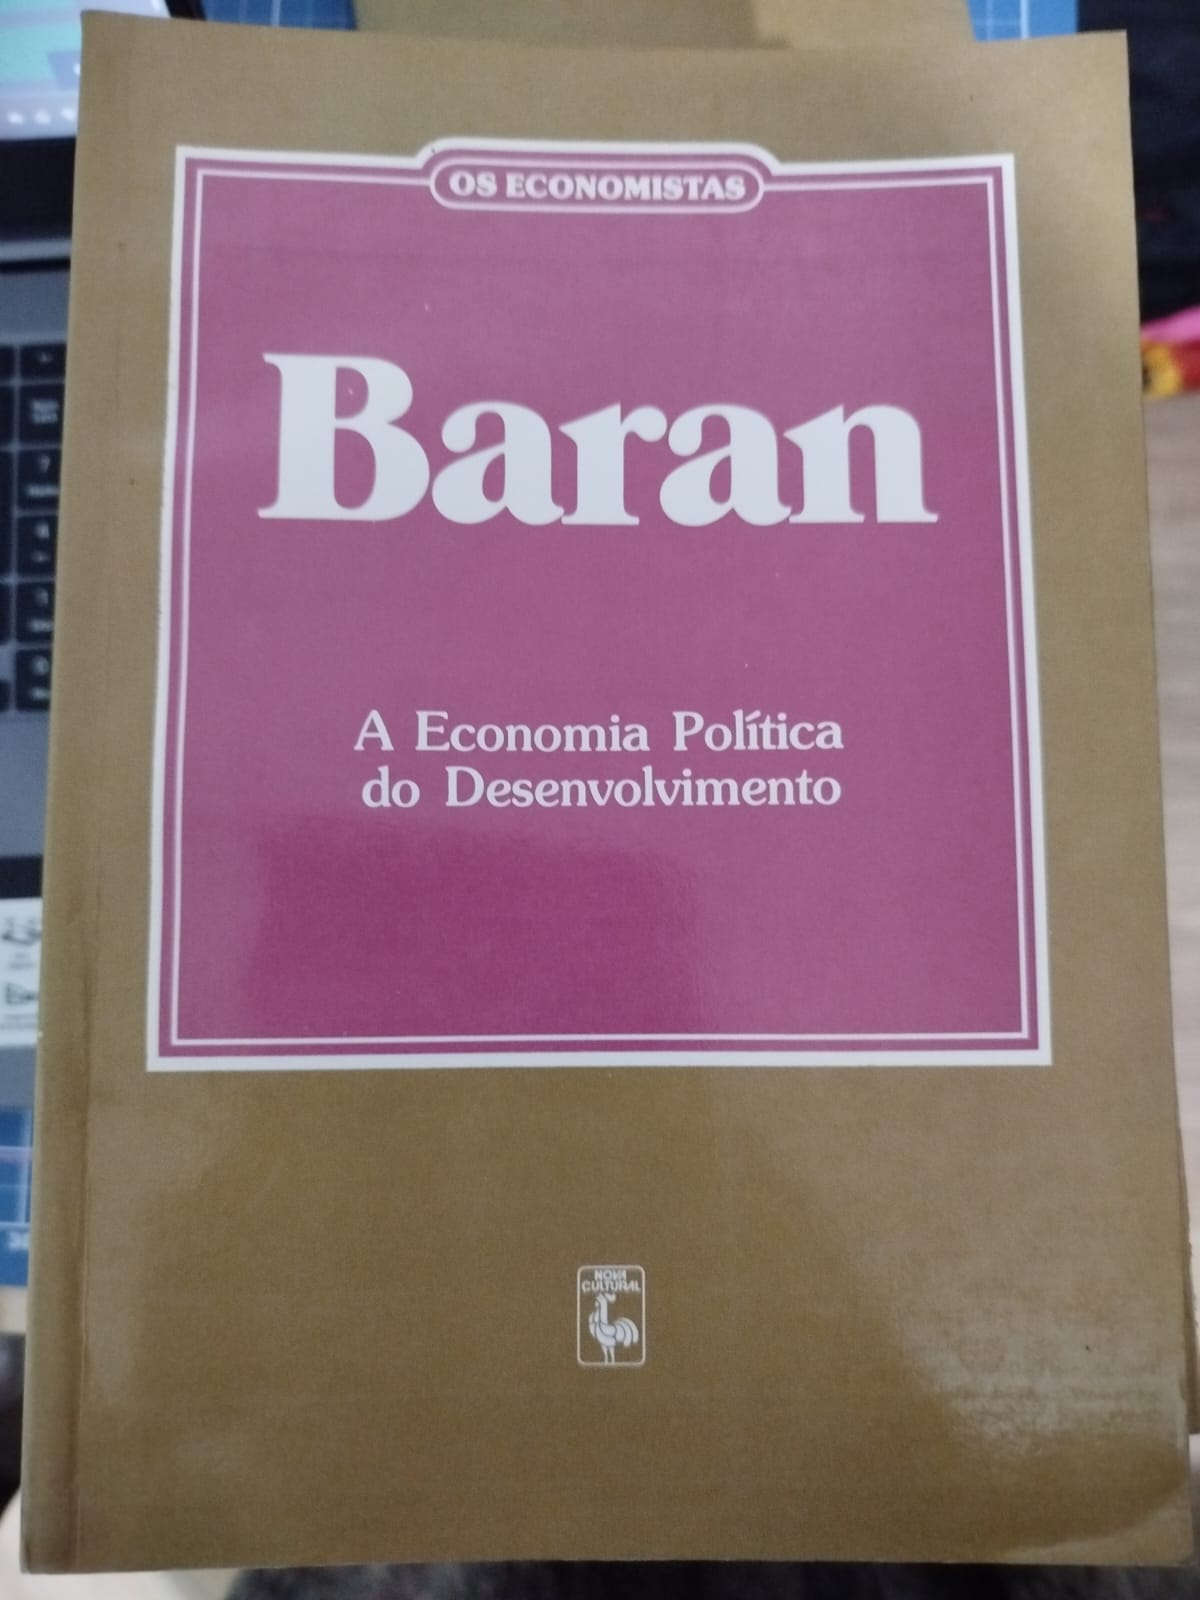 OS ECONOMISTAS
Baran
A Economia Política
do Desenvolvimento
NOVA
CULTURAL